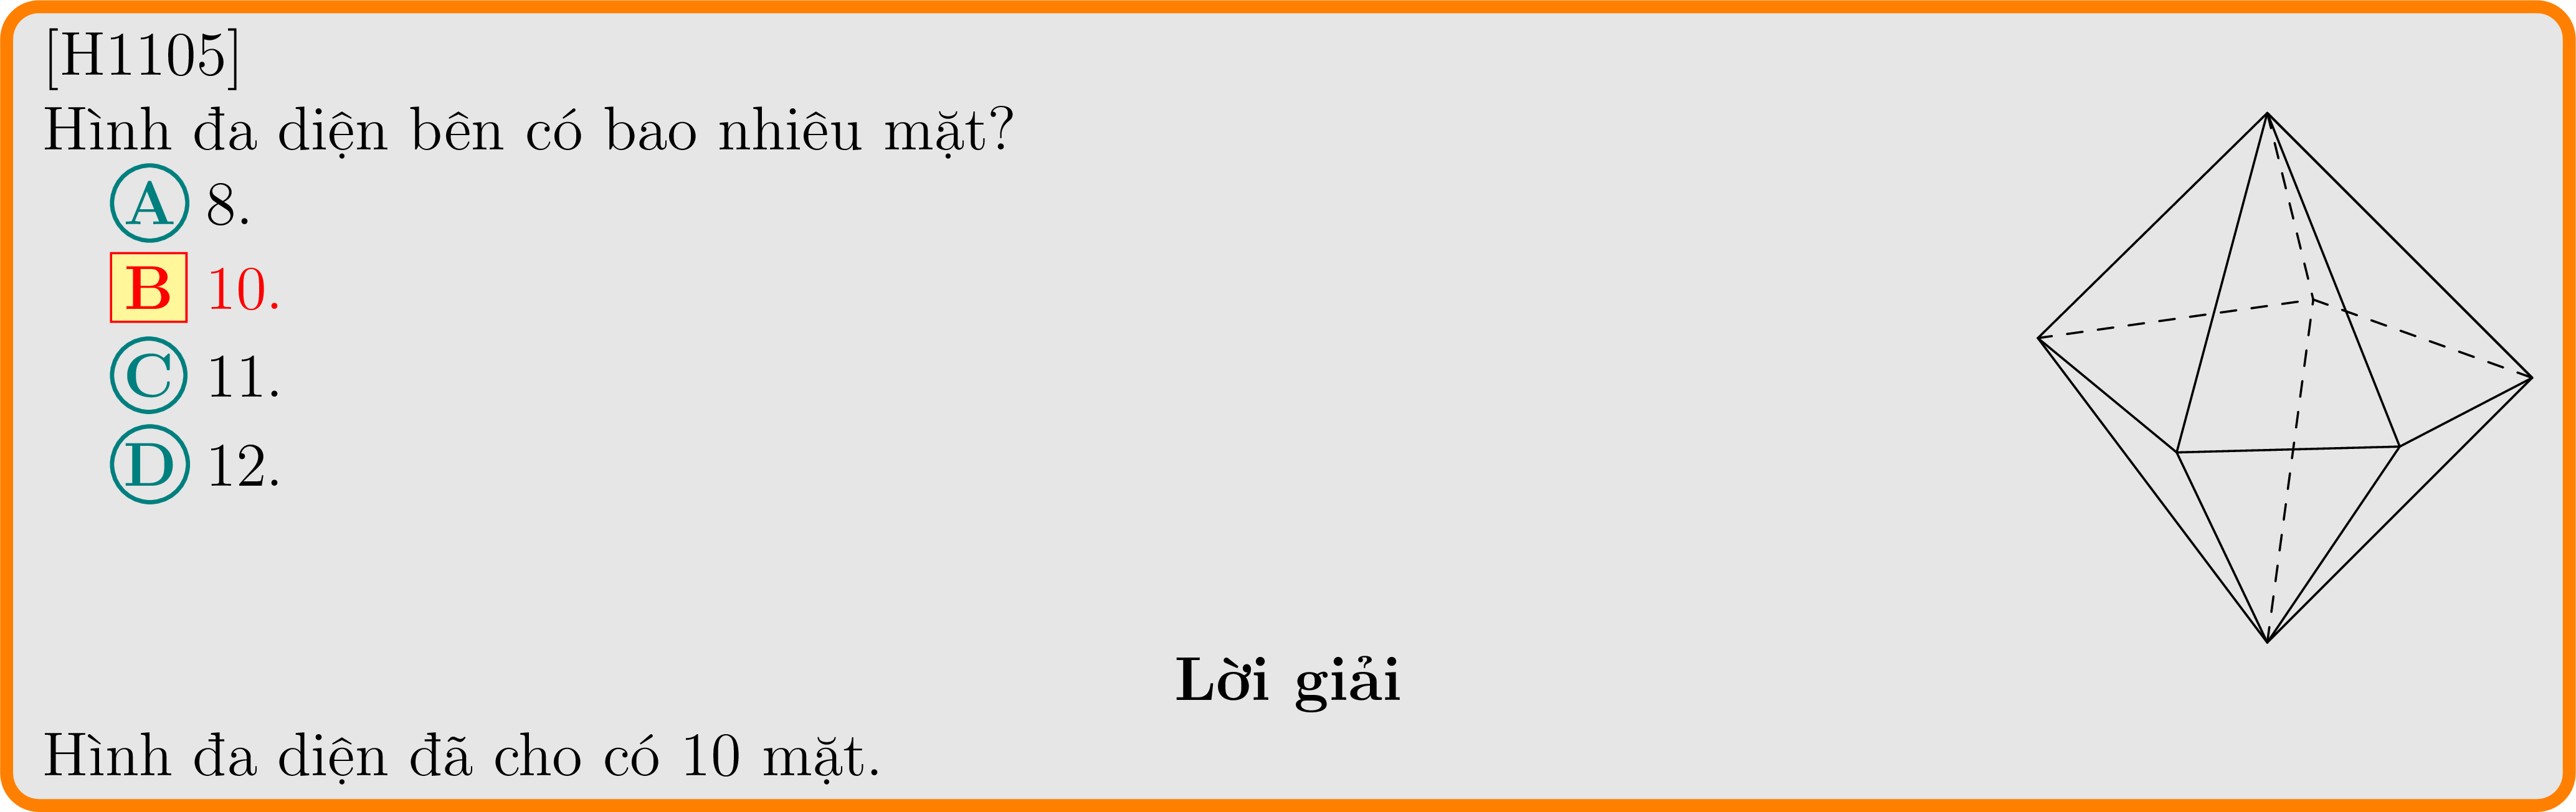 [H1105]
Hình đa diện bên có bao nhiêu mặt?
A 8.
B 10.
C 11.
D 12.
Lời giải
Hình đa diện đã cho có 10 mặt.